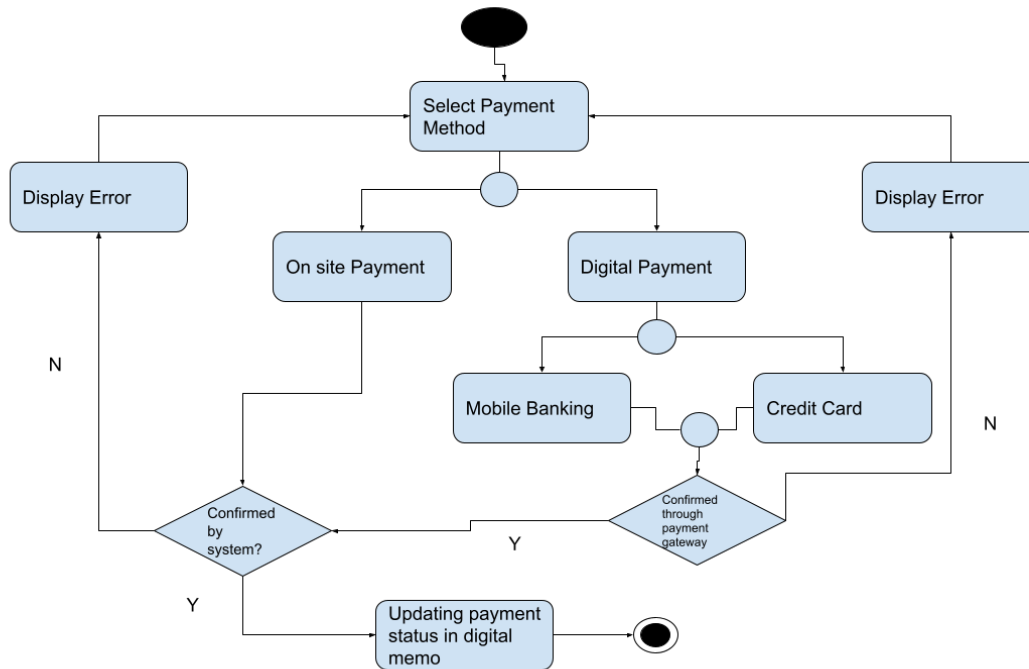 Select Payment
Method
Display Error
Display Error
On site Payment
Digital Payment
N
Mobile Banking
Credit Card
N
Confirmed
by
system?
Confirmed
through
payment
gateway
Y
Y
Updating payment
status in digital
memo